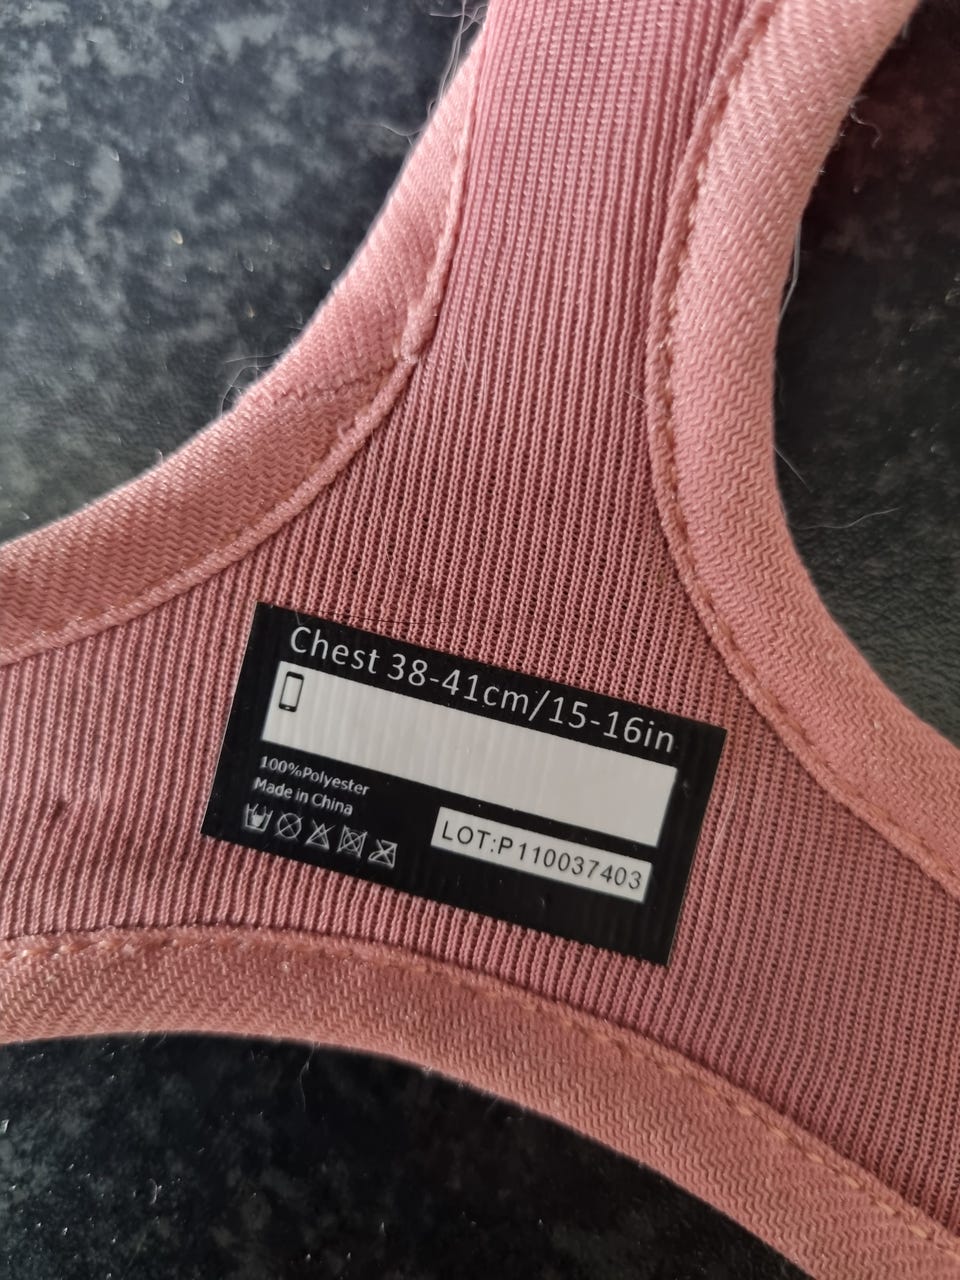 Chest 38-41cm/15-16in
100%Polyester
Made in China
LOT:P110037403